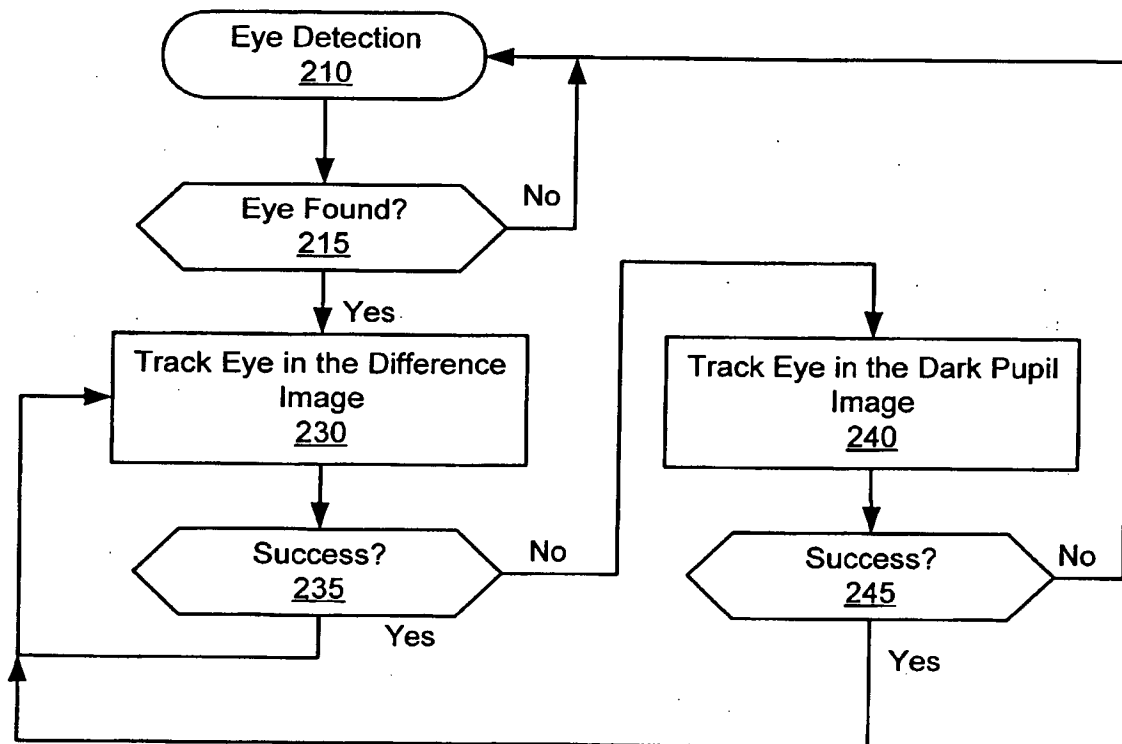 Eye Detection
210
Eye Found?
215
No
Yes
Track Eye in the Difference
Image
230
Track Eye in the Dark Pupil
Image
240
Success?
235
No
Yes
Success?
245
No
Yes